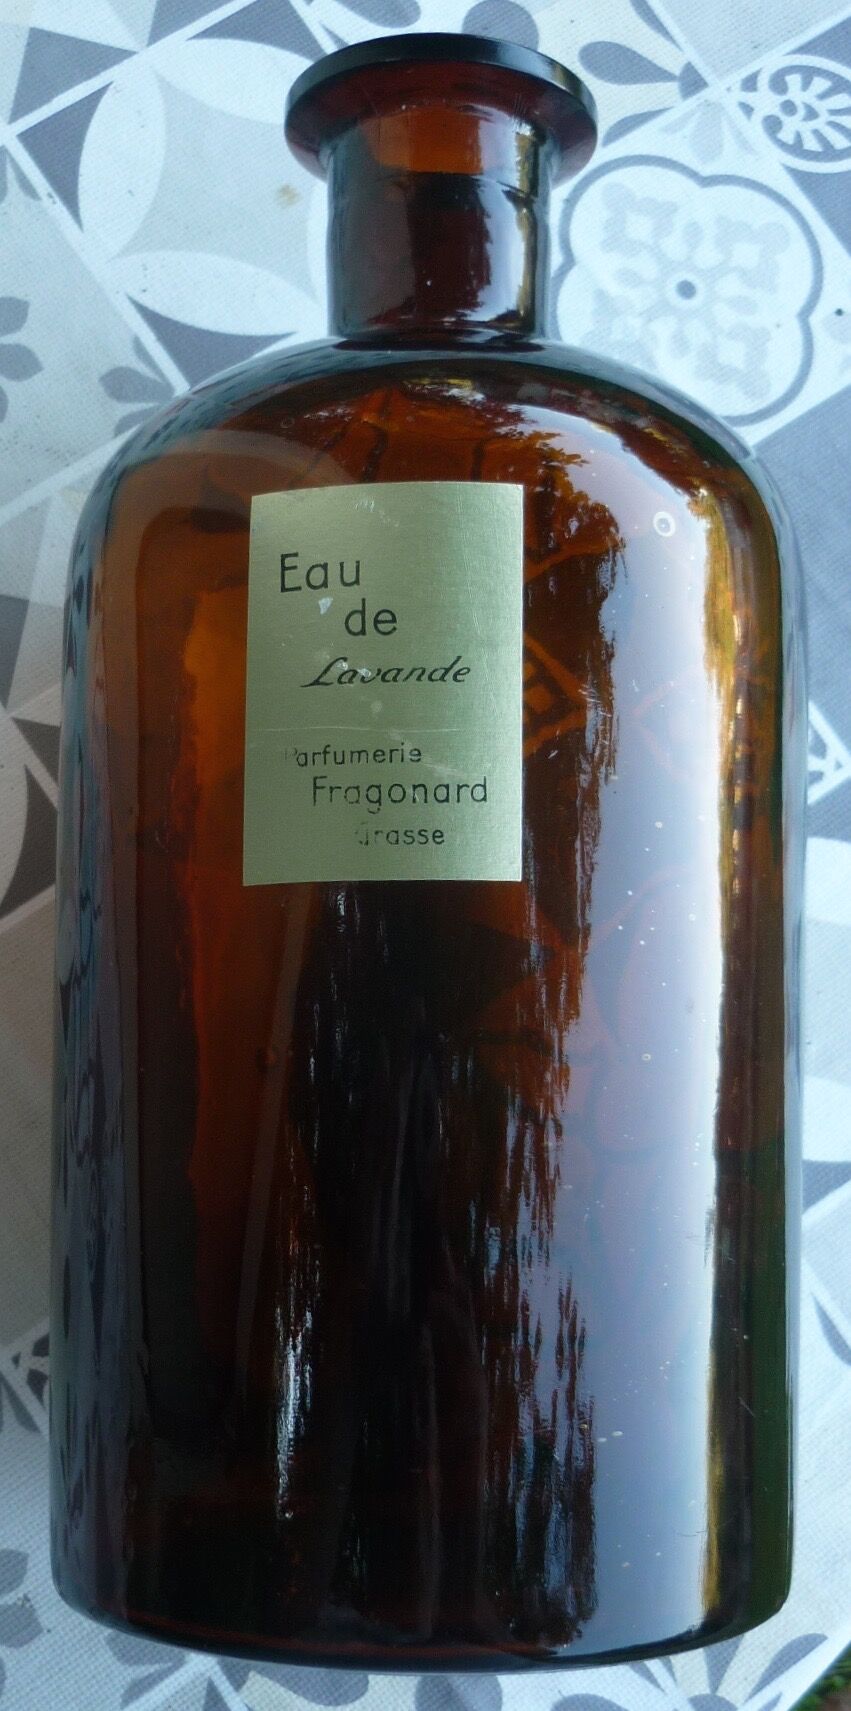 Eau
de
Lavande
Parfumerie
Fragonard
Grasse